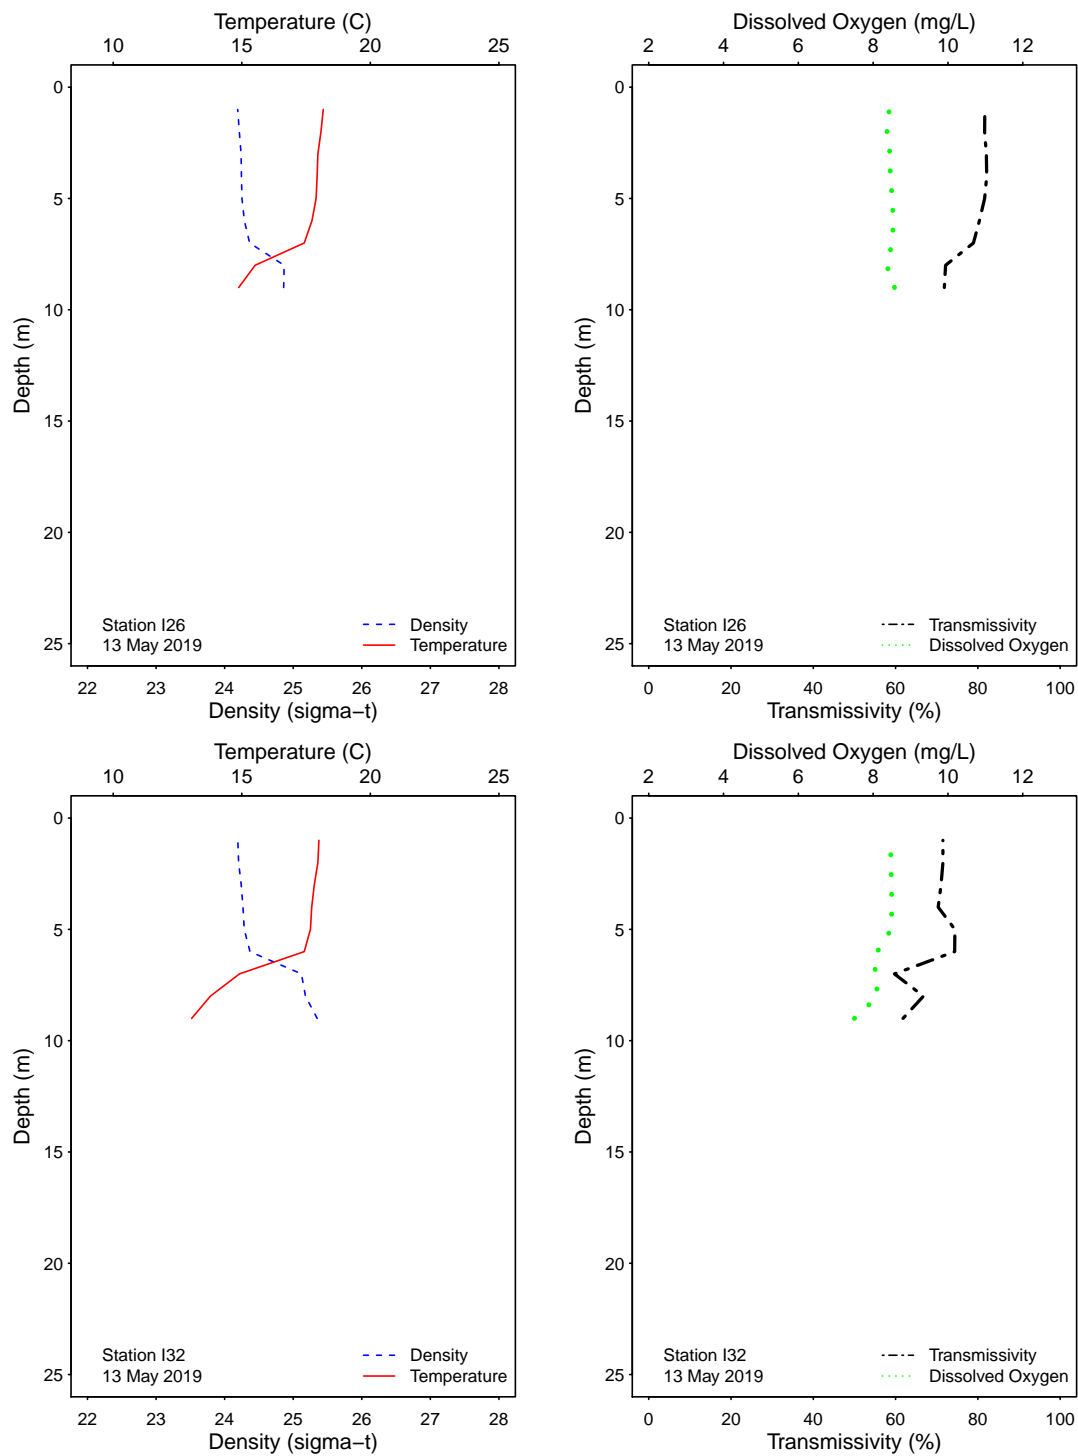 Temperature (C)
10 15 20 25
0
5
10
15
20
25
Depth (m)
Station I26
13 May 2019
Density
Temperature
22 23 24 25 26 27 28
Density (sigma−t)
Dissolved Oxygen (mg/L)
2 4 6 8 10 12
0
5
10
15
20
25
Depth (m)
Station I26
13 May 2019
Transmissivity
Dissolved Oxygen
0 20 40 60 80 100
Transmissivity (%)
Temperature (C)
10 15 20 25
0
5
10
15
20
25
Depth (m)
Station I32
13 May 2019
Density
Temperature
22 23 24 25 26 27 28
Density (sigma−t)
Dissolved Oxygen (mg/L)
2 4 6 8 10 12
0
5
10
15
20
25
Depth (m)
Station I32
13 May 2019
Transmissivity
Dissolved Oxygen
0 20 40 60 80 100
Transmissivity (%)